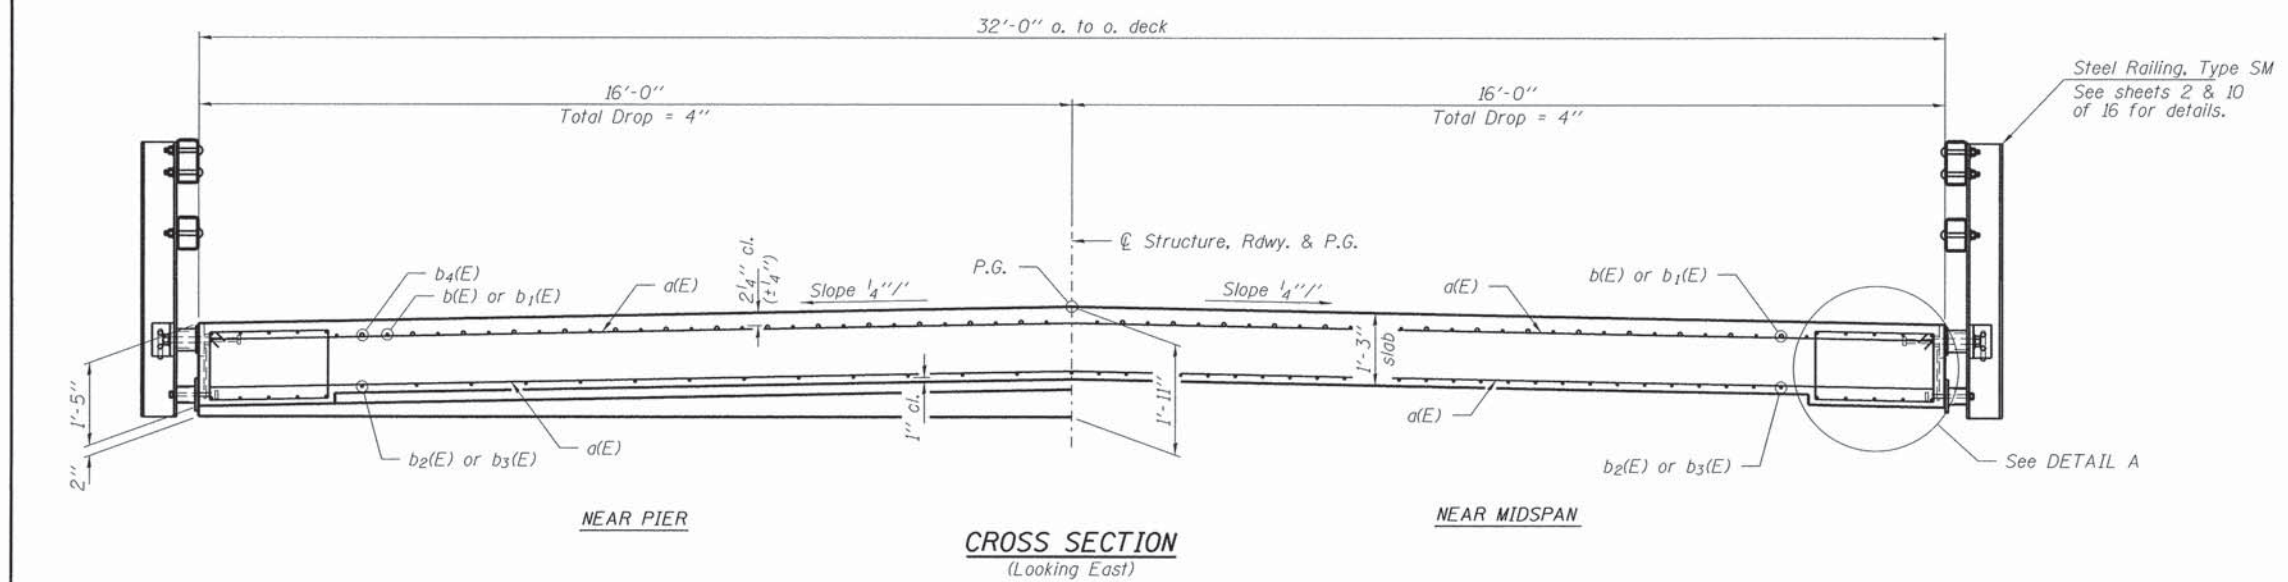 32'-0" o. to o. deck
Steel Railing, Type SM
See sheets 2 & 10
of 16 for details.
16'-0"
Total Drop = 4"
16'-0"
Total Drop = 4"
℄ Structure, Rdwy. & P.G.
P.G.
2 1/4" cl.
(± 1/4")
b4(E)
b(E) or b1(E)
a(E)
Slope 1/4"/'
Slope 1/4"/'
a(E)
b(E) or b1(E)
1'-3"
slab
1'-5"
2"
1" cl.
1'-11"
b2(E) or b3(E)
a(E)
a(E)
b2(E) or b3(E)
See DETAIL A
NEAR PIER
NEAR MIDSPAN
CROSS SECTION
(Looking East)